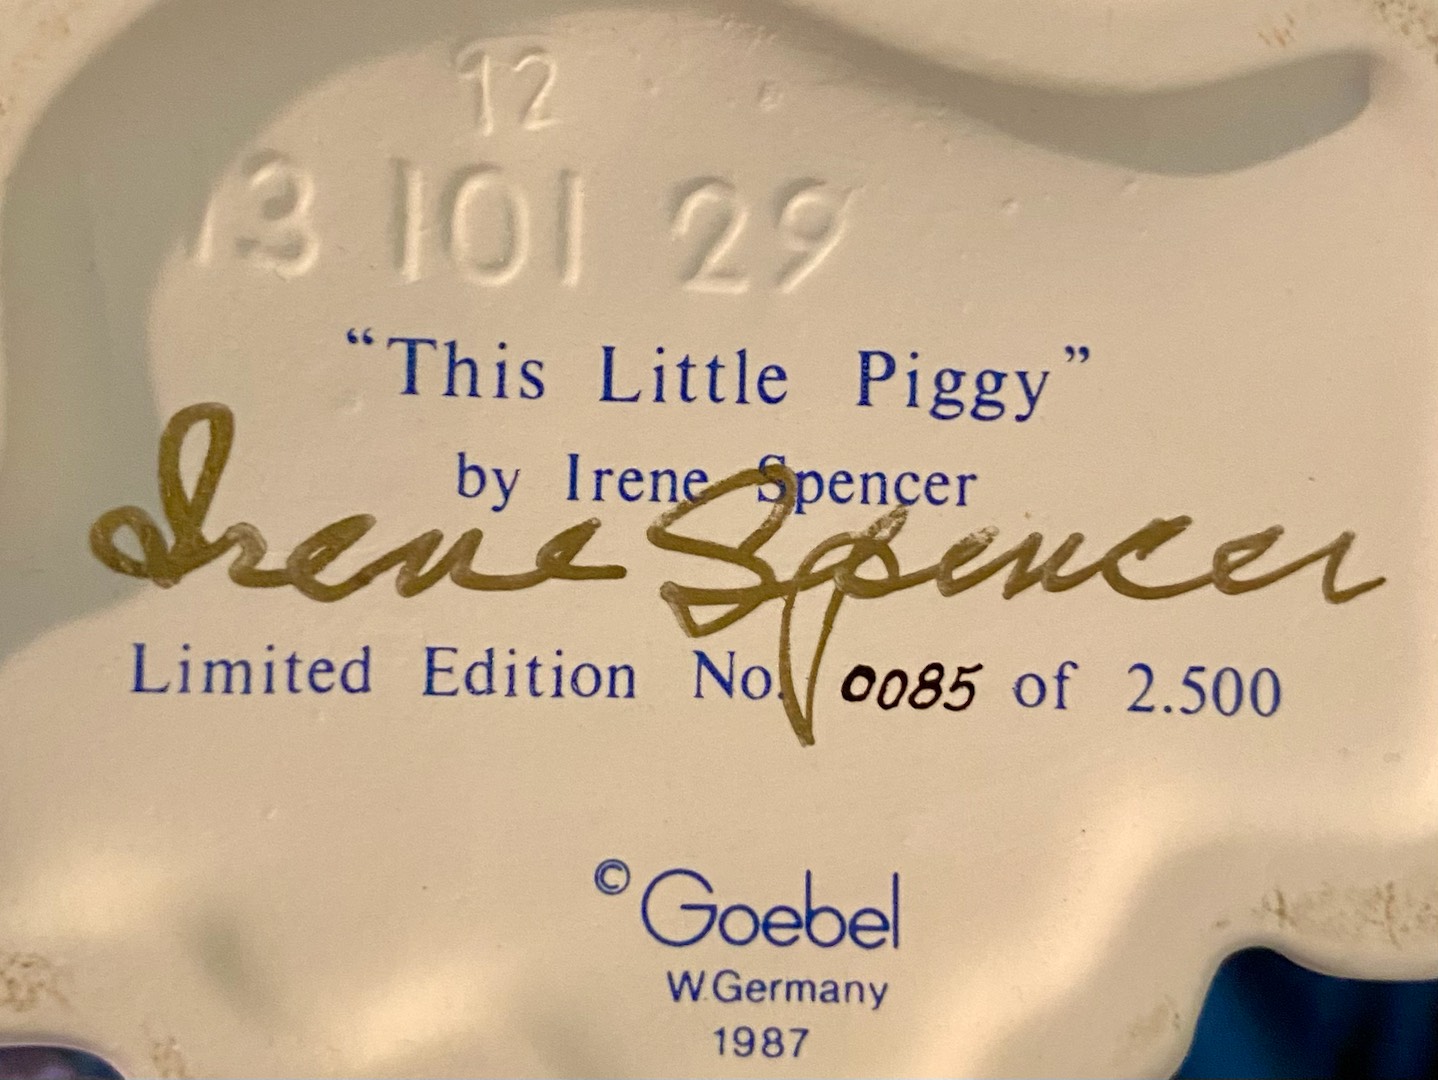 12
13 101 29
“This Little Piggy”
by Irene Spencer
Irene Spencer
Limited Edition No. 0085 of 2.500
© Goebel
W.Germany
1987